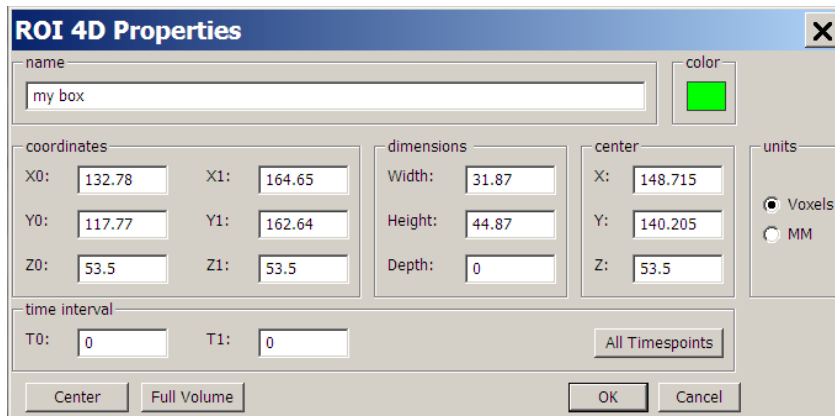 ROI 4D Properties
name
color
my box
coordinates
dimensions
center
units
X0: 132.78 X1: 164.65 Width: 31.87 X: 148.715
Voxels
Y0: 117.77 Y1: 162.64 Height: 44.87 Y: 140.205
MM
Z0: 53.5 Z1: 53.5 Depth: 0 Z: 53.5
time interval
T0: 0 T1: 0 All Timespoints
Center Full Volume OK Cancel